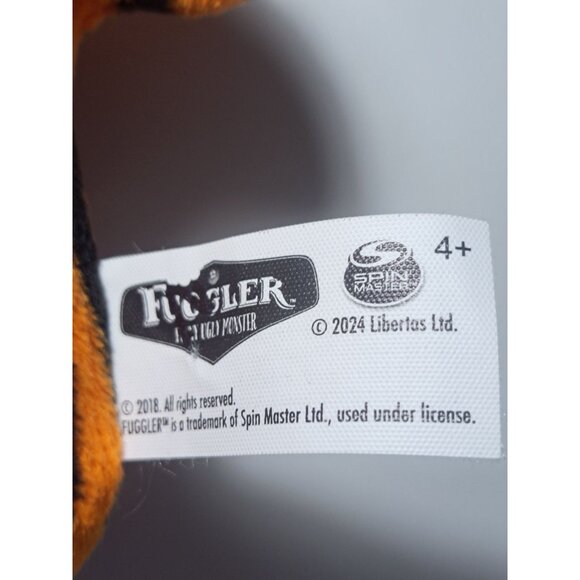 FUGGLER™
UGLY MONSTER
SPIN
MASTER
4+
© 2024 Libertas Ltd.
© 2018. All rights reserved.
FUGGLER™ is a trademark of Spin Master Ltd., used under license.